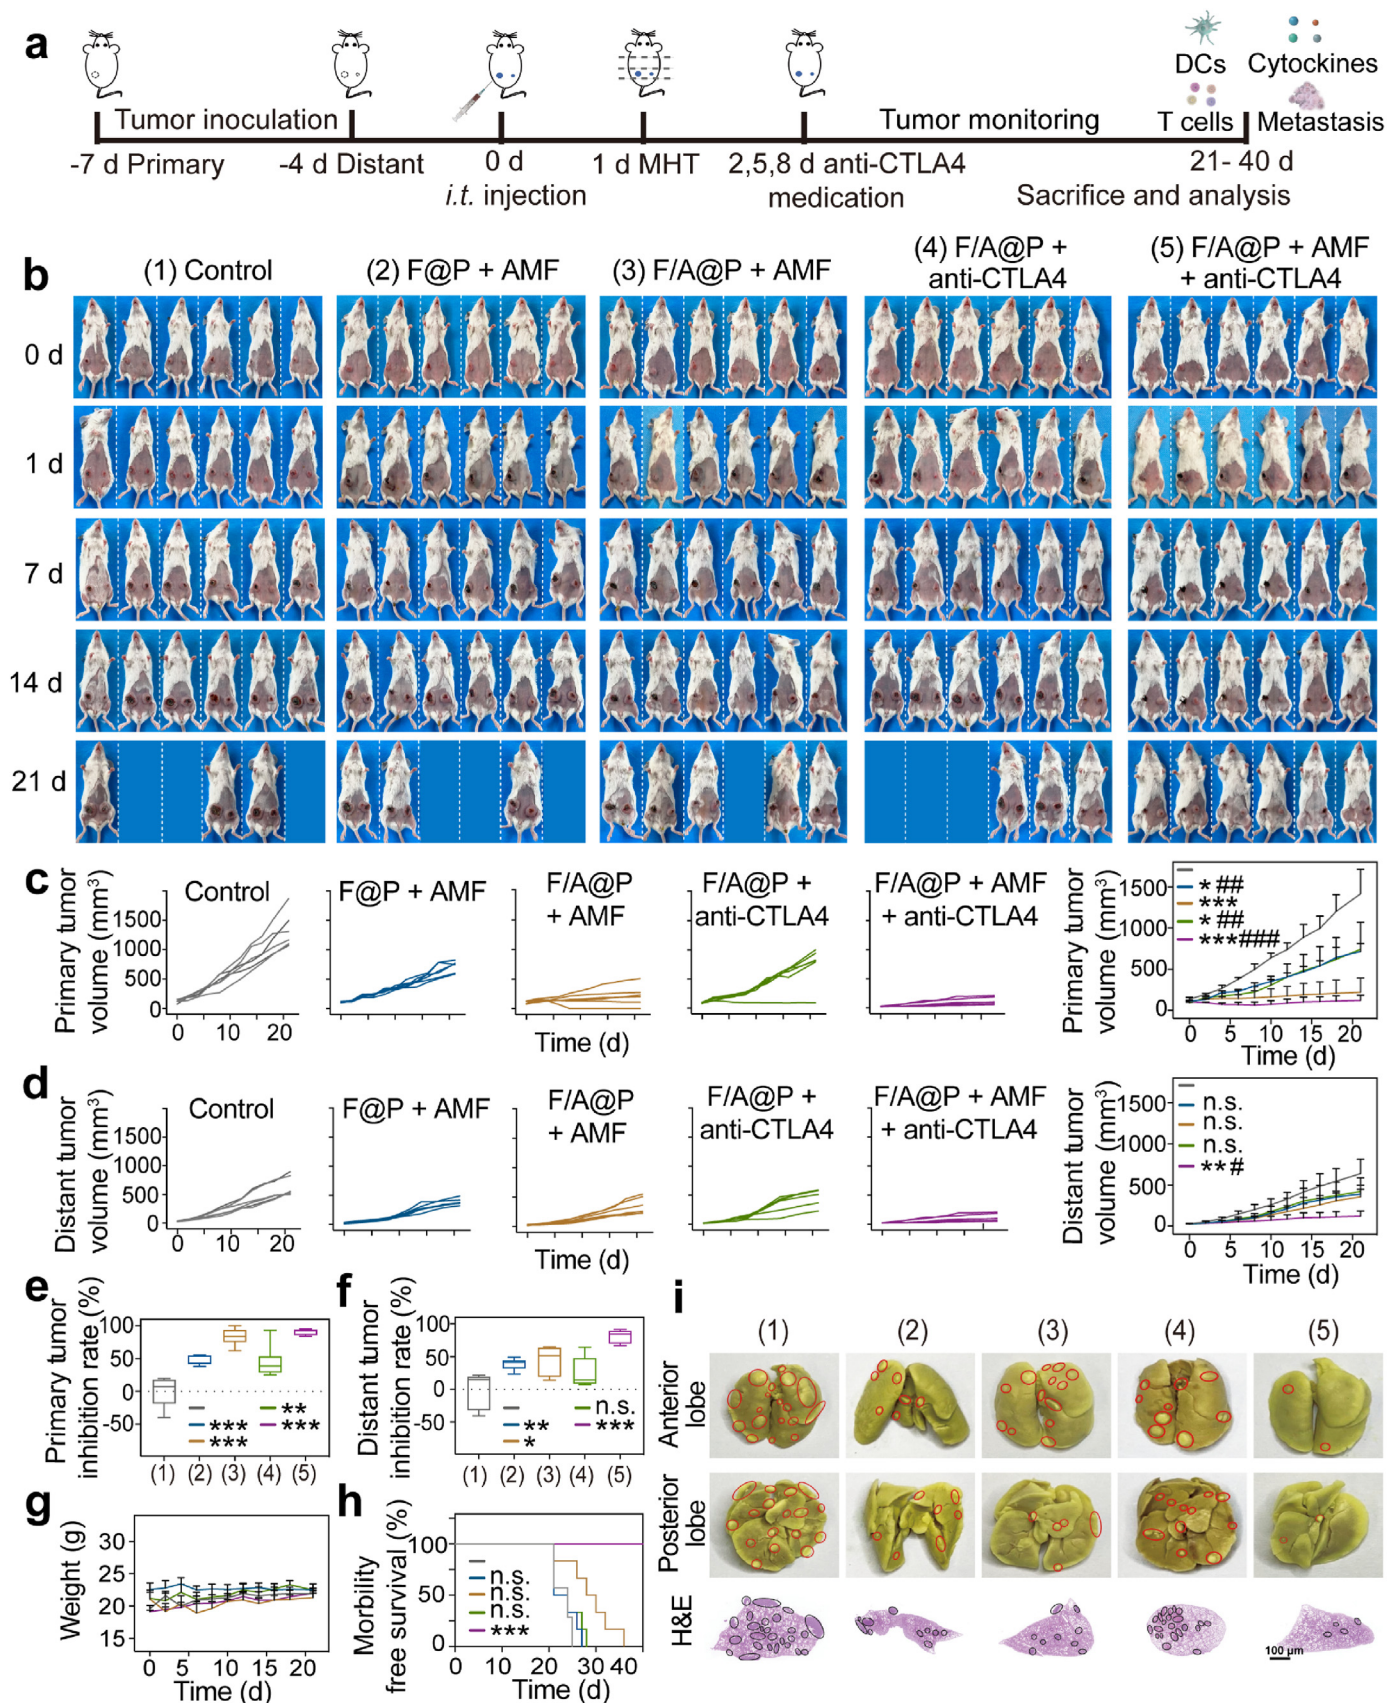 a
DCs Cytockines
T cells Metastasis
Tumor inoculation
Tumor monitoring
-7 d Primary
-4 d Distant
0 d
i.t. injection
1 d MHT
2,5,8 d anti-CTLA4
medication
21- 40 d
Sacrifice and analysis
b
(1) Control
(2) F@P + AMF
(3) F/A@P + AMF
(4) F/A@P +
anti-CTLA4
(5) F/A@P + AMF
+ anti-CTLA4
0 d
1 d
7 d
14 d
21 d
c
Primary tumor
volume (mm3)
1500
1000
500
0
Control
0 10 20
F@P + AMF
F/A@P
+ AMF
Time (d)
F/A@P +
anti-CTLA4
F/A@P + AMF
+ anti-CTLA4
Primary tumor
volume (mm3)
1500
1000
500
0
* ##
***
* ##
***###
0 5 10 15 20
Time (d)
d
Distant tumor
volume (mm3)
1500
1000
500
0
Control
0 10 20
F@P + AMF
F/A@P
+ AMF
Time (d)
F/A@P +
anti-CTLA4
F/A@P + AMF
+ anti-CTLA4
Distant tumor
volume (mm3)
1500
1000
500
0
n.s.
n.s.
n.s.
**#
0 5 10 15 20
Time (d)
e
Primary tumor
inhibition rate (%)
100
50
0
-50
***
***
**
***
(1) (2) (3) (4) (5)
f
Distant tumor
inhibition rate (%)
100
50
0
-50
**
*
n.s.
***
(1) (2) (3) (4) (5)
g
Weight (g)
30
25
20
15
0 5 10 15 20
Time (d)
h
Morbility
free survival (%)
100
50
0
n.s.
n.s.
n.s.
***
0 10 20 30 40
Time (d)
i
(1) (2) (3) (4) (5)
Anterior
lobe
Posterior
lobe
H&E
100 μm